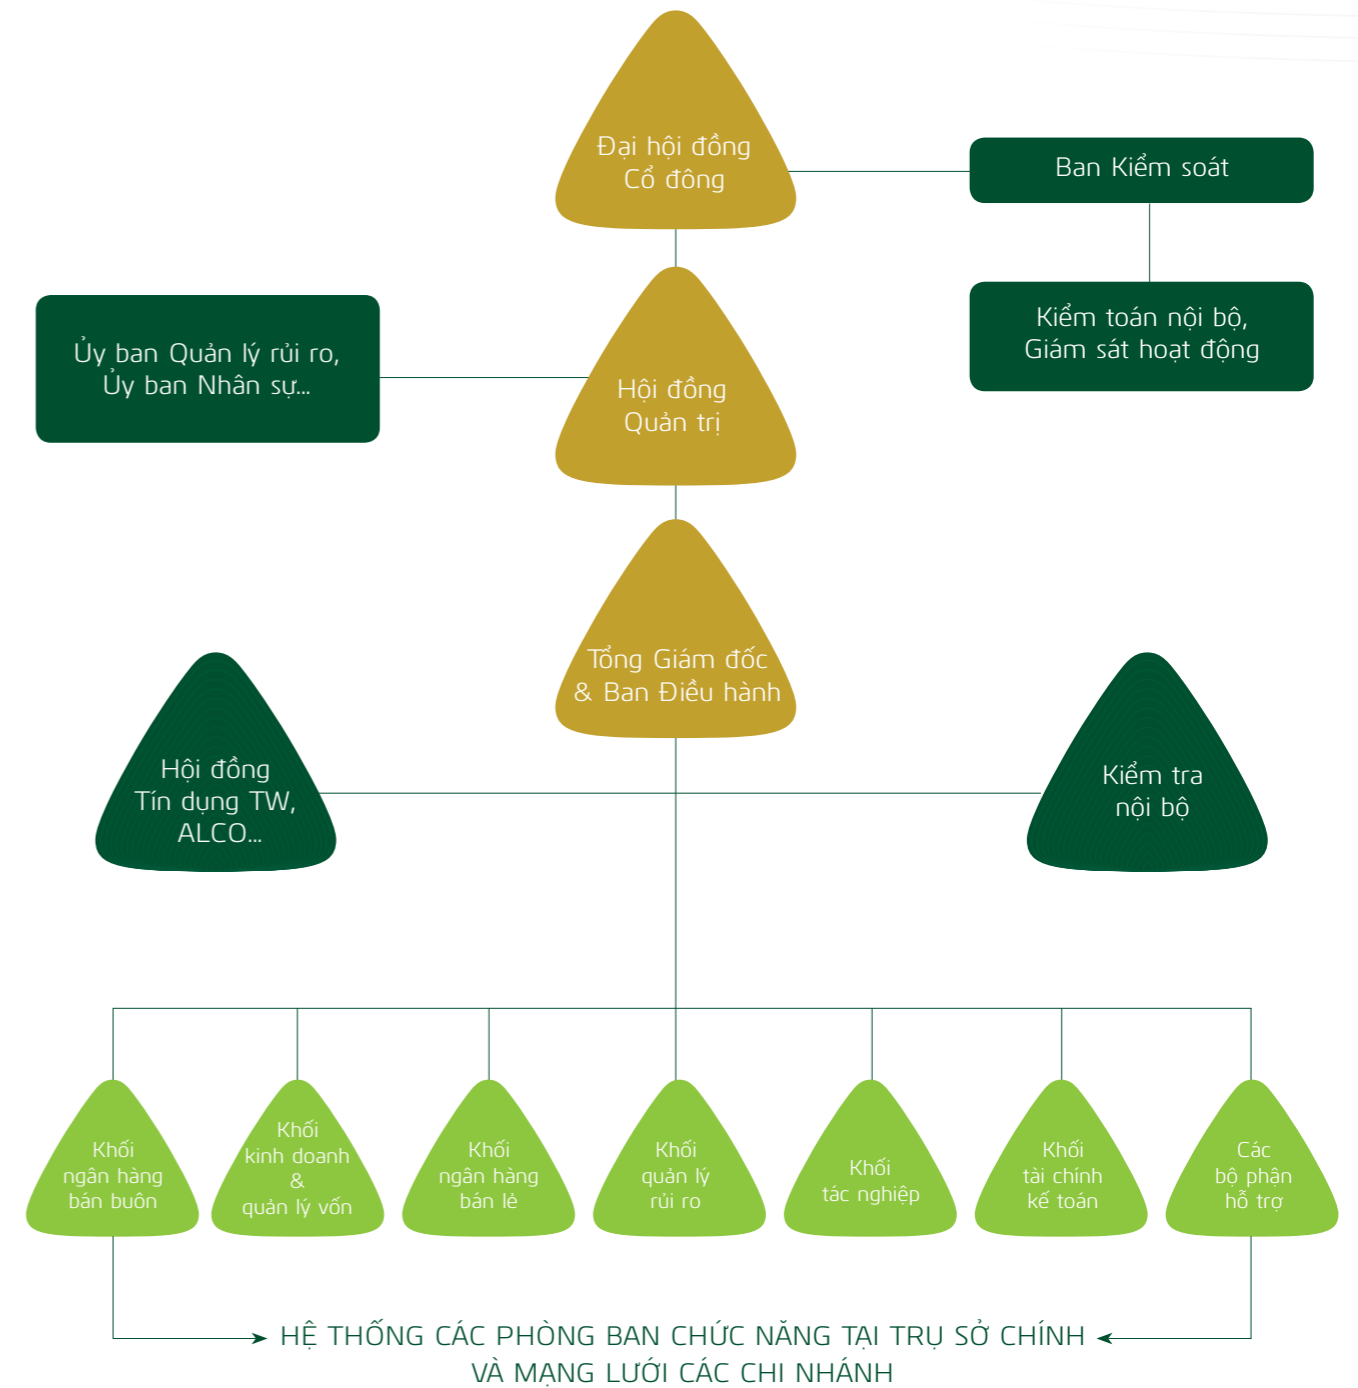 Đại hội đồng
Cổ đông
Ban Kiểm soát
Kiểm toán nội bộ,
Giám sát hoạt động
Ủy ban Quản lý rủi ro,
Ủy ban Nhân sự...
Hội đồng
Quản trị
Tổng Giám đốc
& Ban Điều hành
Hội đồng
Tín dụng TW,
ALCO...
Kiểm tra
nội bộ
Khối
ngân hàng
bán buôn
Khối
kinh doanh
&
quản lý vốn
Khối
ngân hàng
bán lẻ
Khối
quản lý
rủi ro
Khối
tác nghiệp
Khối
tài chính
kế toán
Các
bộ phận
hỗ trợ
HỆ THỐNG CÁC PHÒNG BAN CHỨC NĂNG TẠI TRỤ SỞ CHÍNH
VÀ MẠNG LƯỚI CÁC CHI NHÁNH